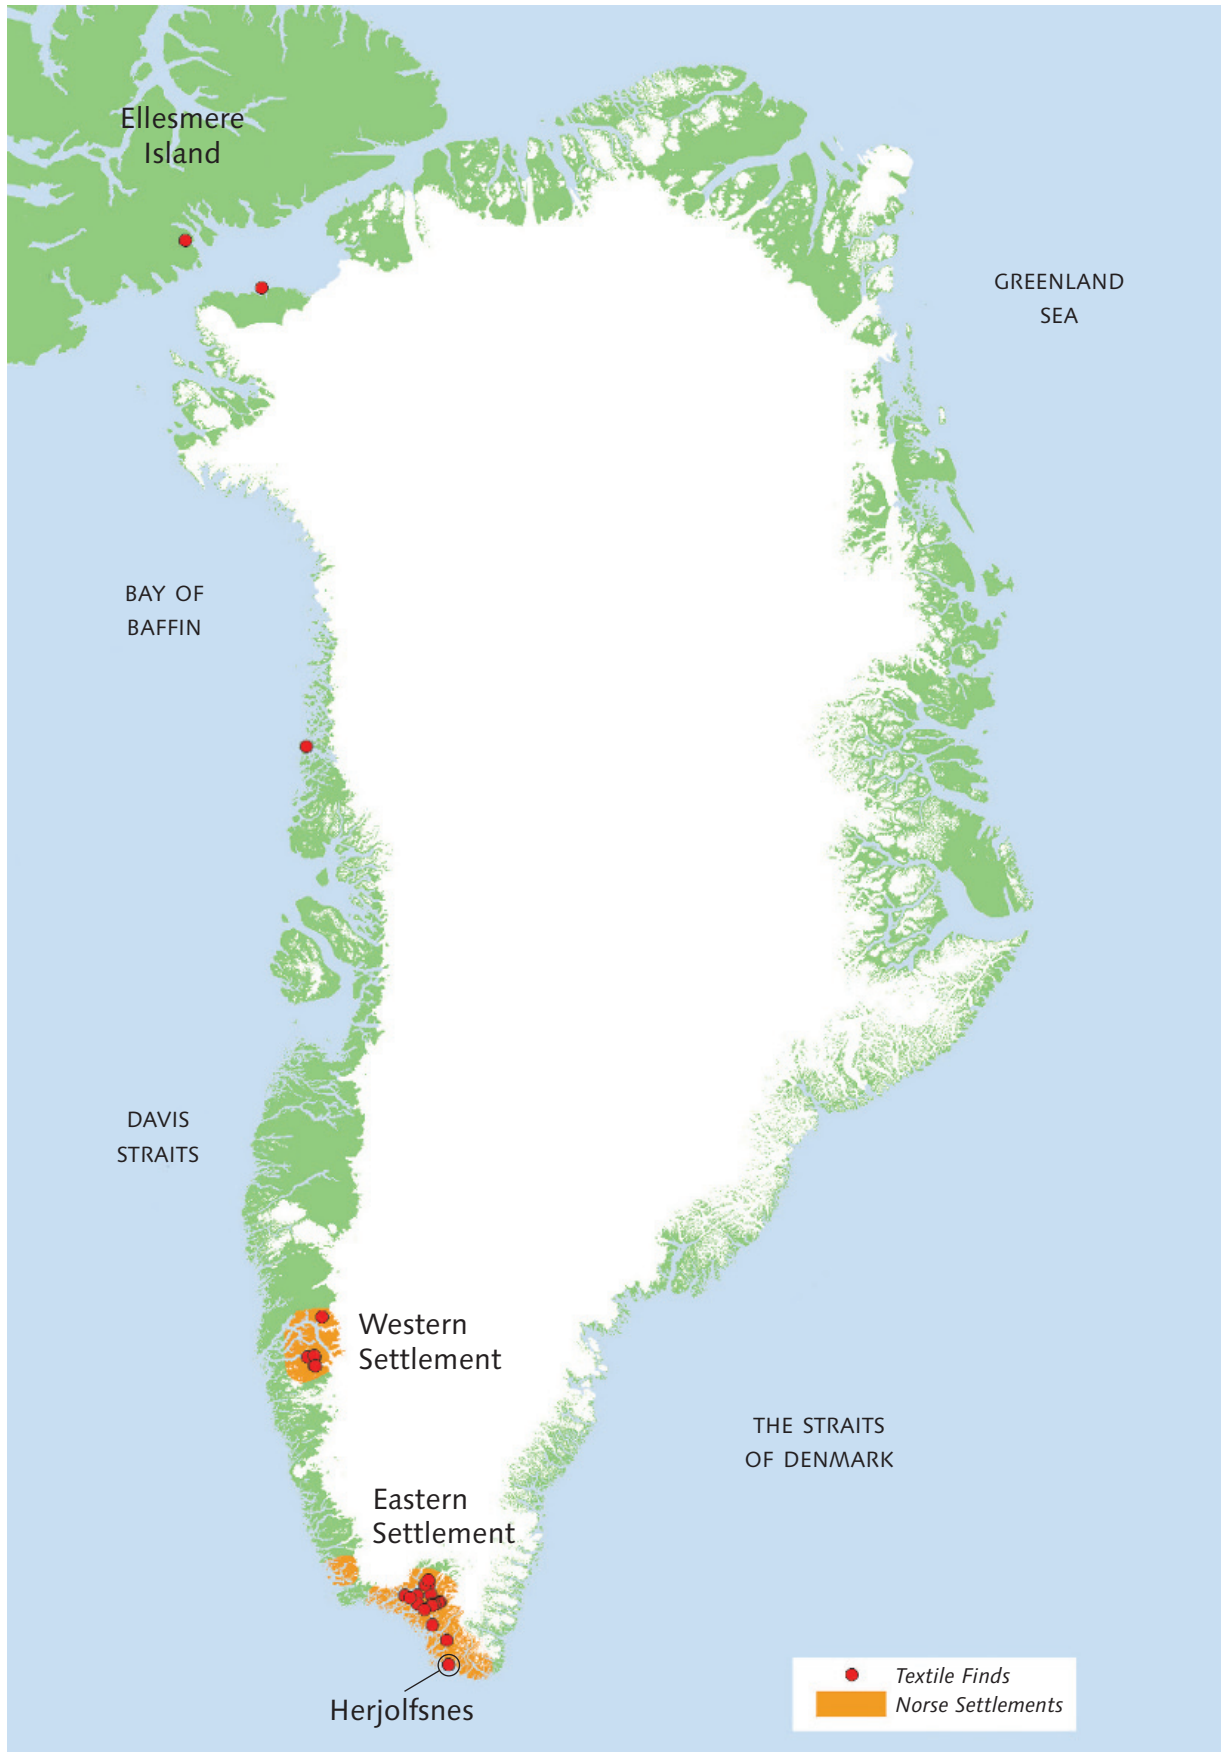 Ellesmere
Island
GREENLAND
SEA
BAY OF
BAFFIN
DAVIS
STRAITS
Western
Settlement
THE STRAITS
OF DENMARK
Eastern
Settlement
Herjolfsnes
Textile Finds
Norse Settlements